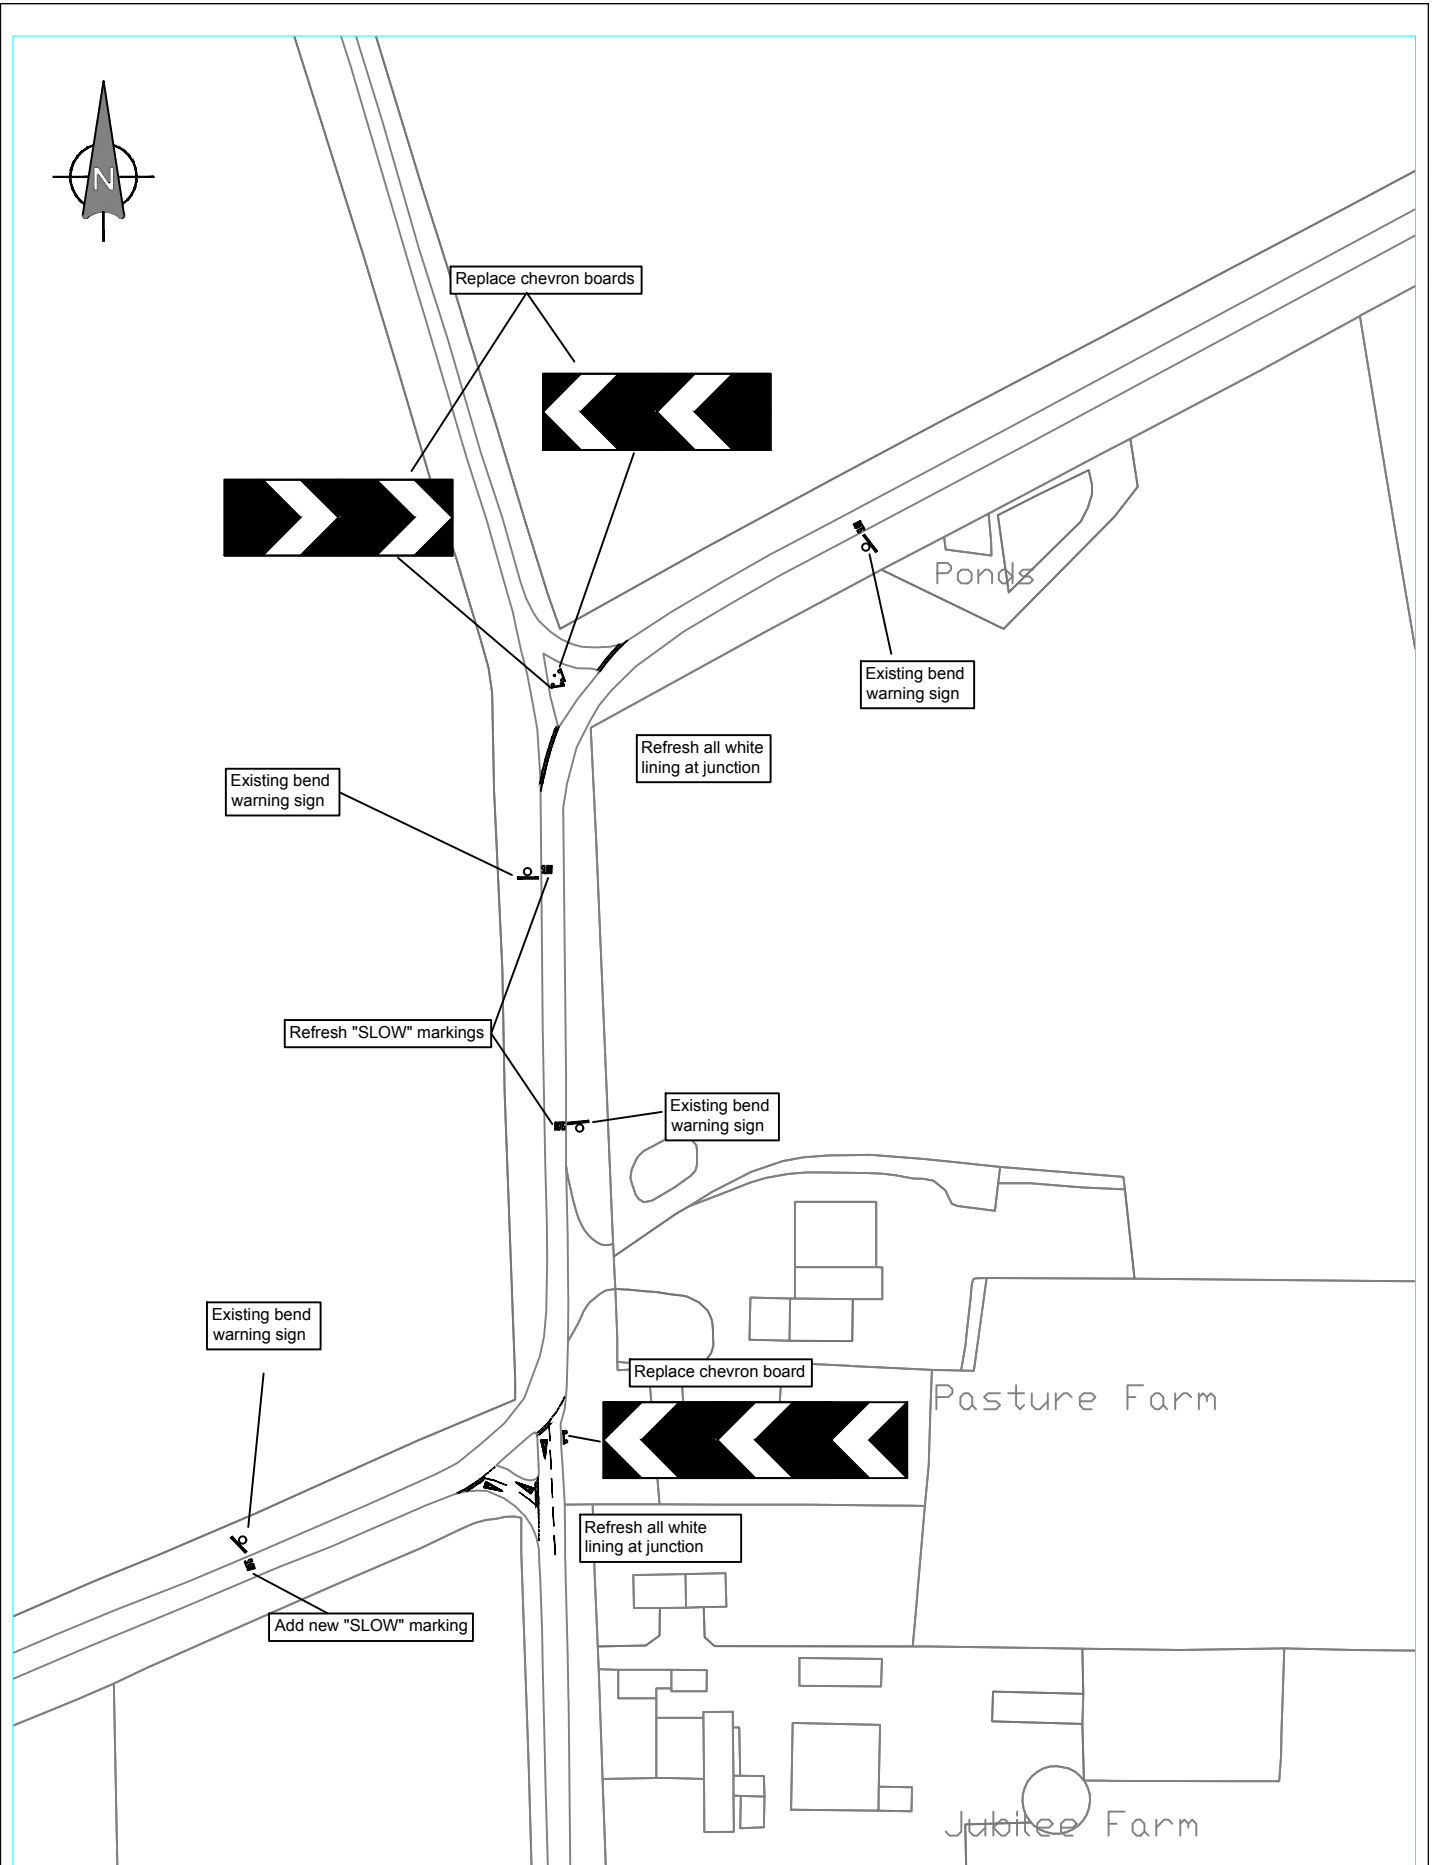 N
Replace chevron boards
Ponds
Existing bend
warning sign
Refresh all white
lining at junction
Existing bend
warning sign
Refresh "SLOW" markings
Existing bend
warning sign
Existing bend
warning sign
Replace chevron board
Pasture Farm
Refresh all white
lining at junction
Add new "SLOW" marking
Jubilee Farm